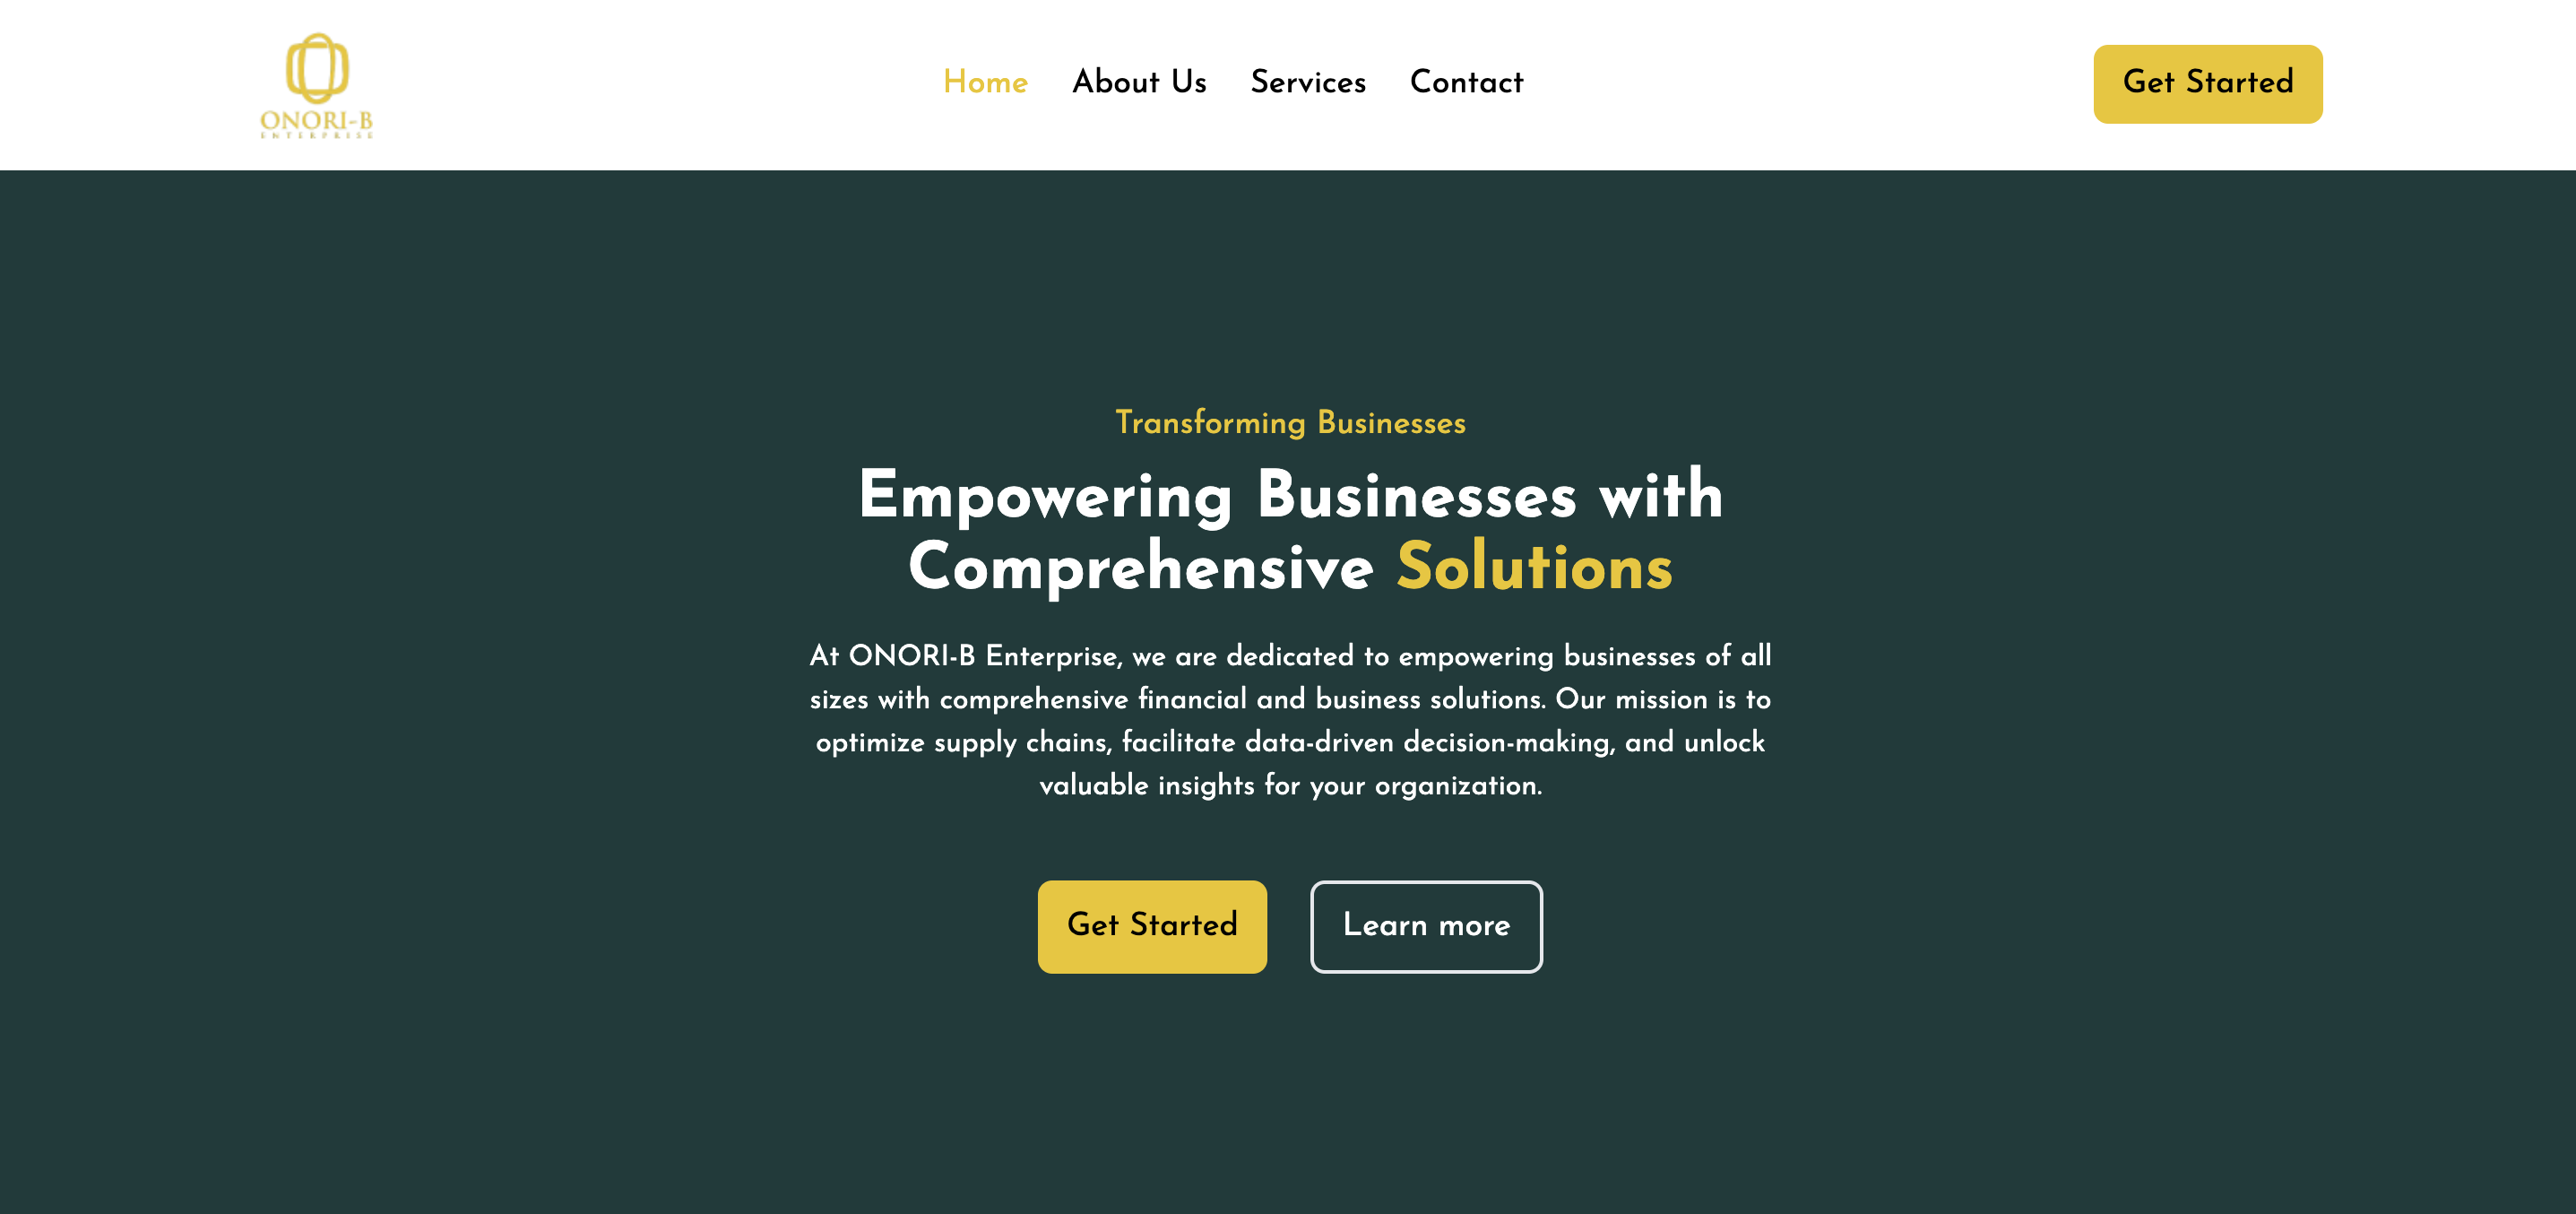 ONORI-B
ENTERPRISE
Home About Us Services Contact
Get Started
Transforming Businesses
Empowering Businesses with
Comprehensive Solutions
At ONORI-B Enterprise, we are dedicated to empowering businesses of all
sizes with comprehensive financial and business solutions. Our mission is to
optimize supply chains, facilitate data-driven decision-making, and unlock
valuable insights for your organization.
Get Started
Learn more